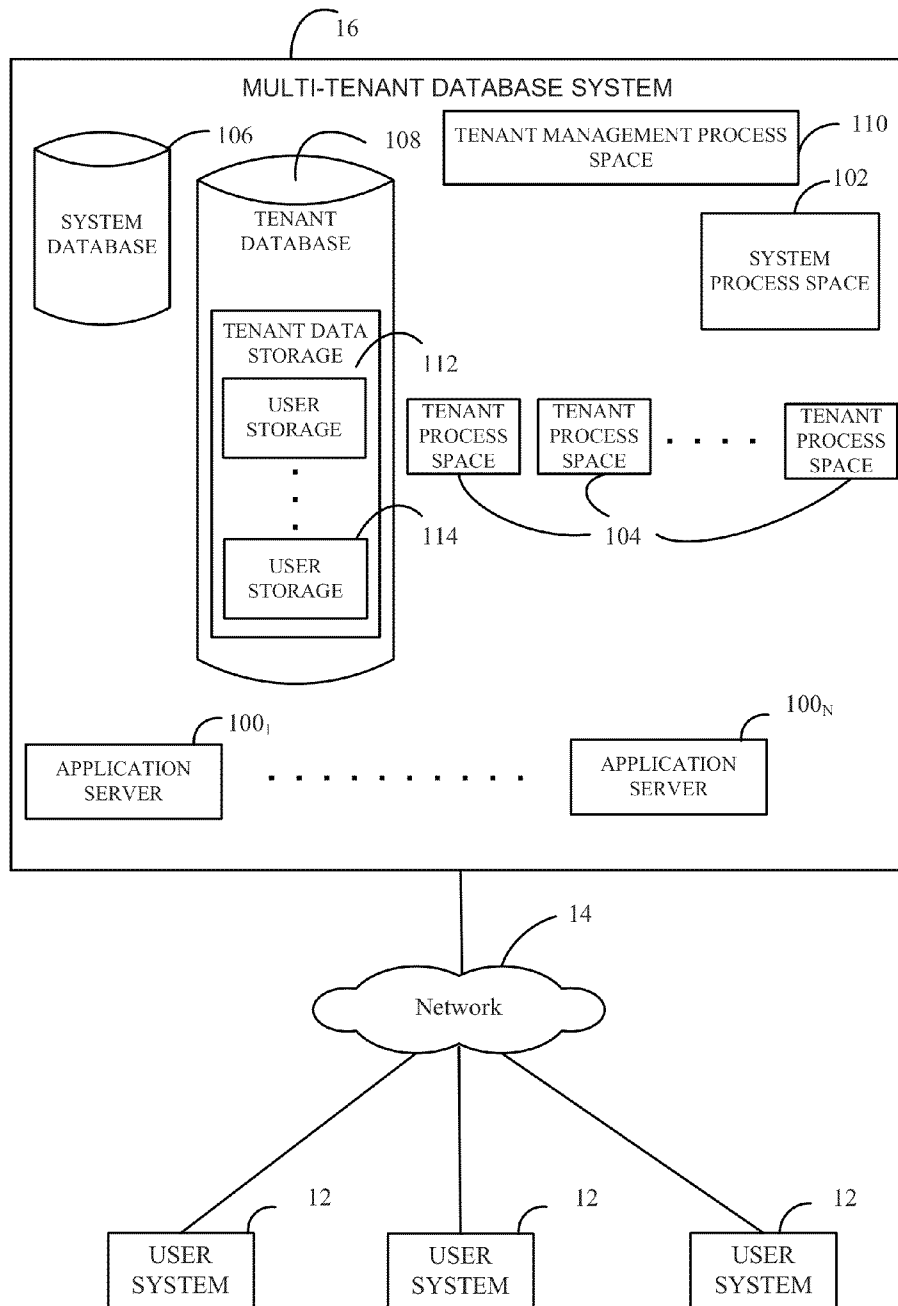 16
MULTI-TENANT DATABASE SYSTEM
106
108
TENANT MANAGEMENT PROCESS
SPACE
110
102
SYSTEM
DATABASE
TENANT
DATABASE
SYSTEM
PROCESS SPACE
TENANT DATA
STORAGE
112
USER
STORAGE
TENANT
PROCESS
SPACE
TENANT
PROCESS
SPACE
TENANT
PROCESS
SPACE
114
104
USER
STORAGE
100₁
100N
APPLICATION
SERVER
APPLICATION
SERVER
14
Network
12
12
12
USER
SYSTEM
USER
SYSTEM
USER
SYSTEM